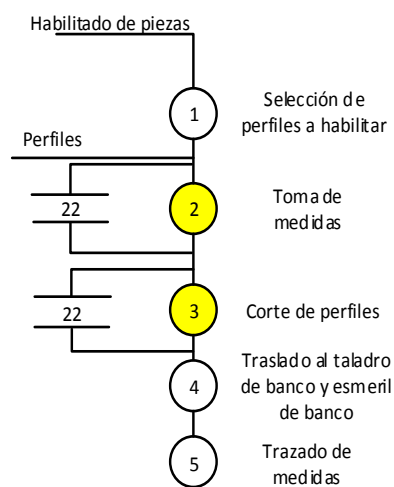 Habilitado de piezas
1
Selección de
perfiles a habilitar
Perfiles
22
2
Toma de
medidas
22
3
Corte de perfiles
4
Traslado al taladro
de banco y esmeril
de banco
5
Trazado de
medidas